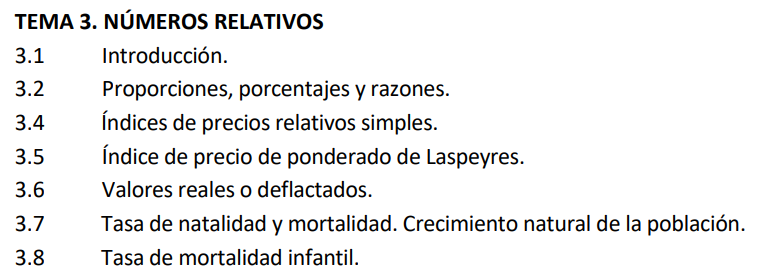 TEMA 3. NÚMEROS RELATIVOS
3.1 Introducción.
3.2 Proporciones, porcentajes y razones.
3.4 Índices de precios relativos simples.
3.5 Índice de precio de ponderado de Laspeyres.
3.6 Valores reales o deflactados.
3.7 Tasa de natalidad y mortalidad. Crecimiento natural de la población.
3.8 Tasa de mortalidad infantil.